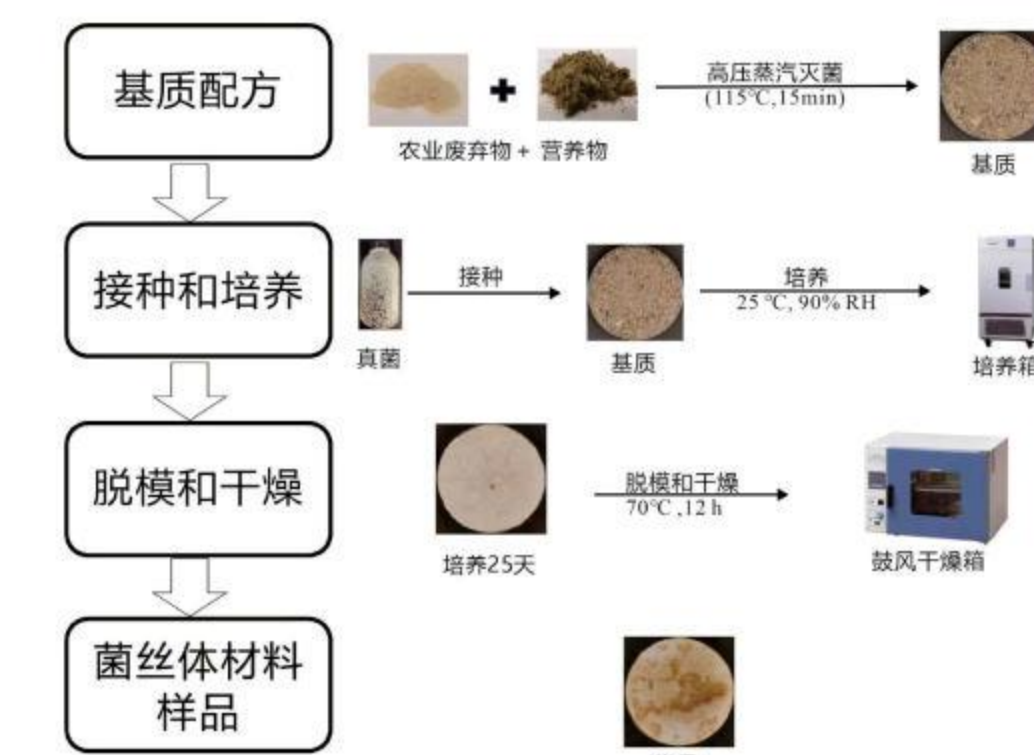 基质配方
高压蒸汽灭菌
(115℃,15min)
农业废弃物 + 营养物
基质
接种和培养
接种
培养
25 ℃, 90% RH
真菌
基质
培养箱
脱模和干燥
脱模和干燥
70℃ ,12 h
培养25天
鼓风干燥箱
菌丝体材料
样品